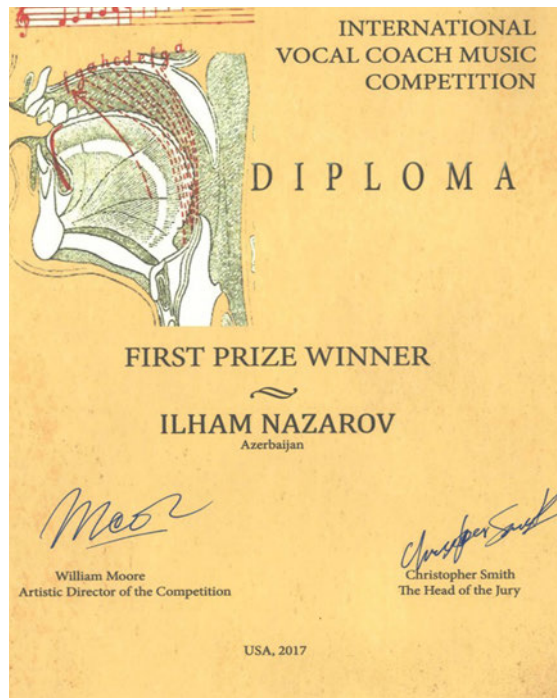 INTERNATIONAL
VOCAL COACH MUSIC
COMPETITION
DIPLOMA
FIRST PRIZE WINNER
ILHAM NAZAROV
Azerbaijan
William Moore
Artistic Director of the Competition
Christopher Smith
The Head of the Jury
USA, 2017